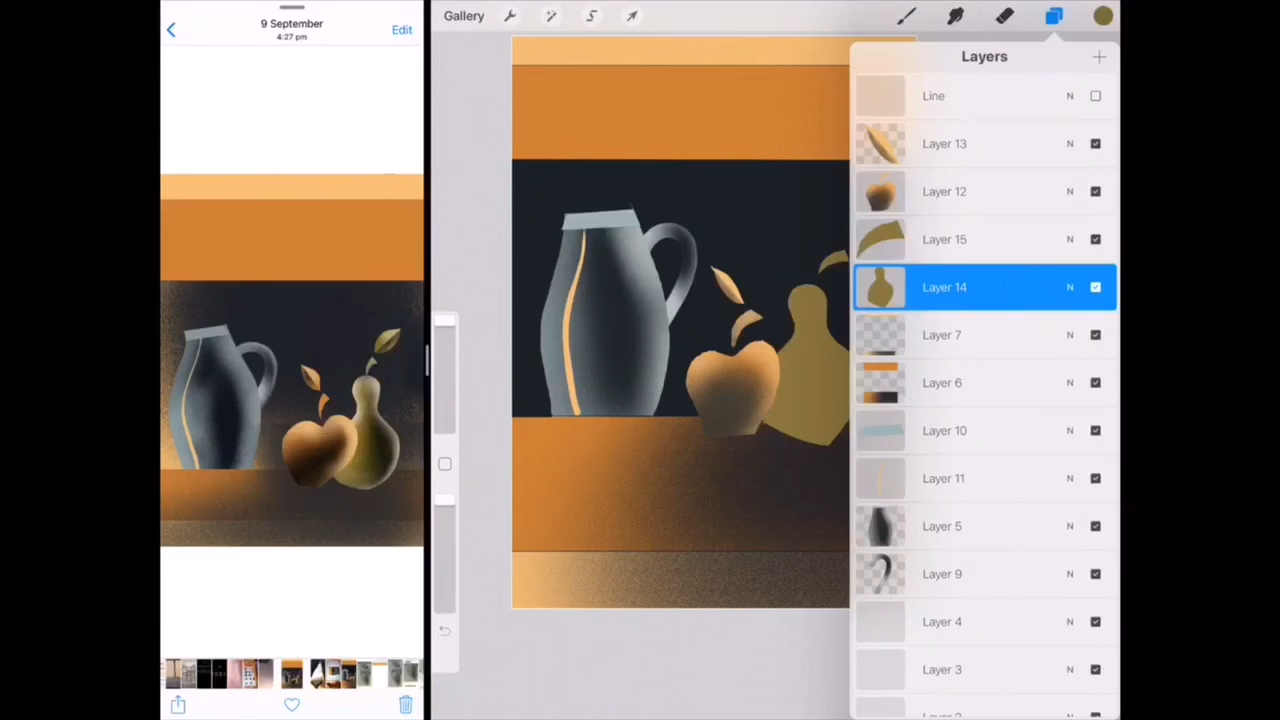 9 September
4:27 pm
Edit
Gallery
Layers
Line N
Layer 13 N
Layer 12 N
Layer 15 N
Layer 14 N
Layer 7 N
Layer 6 N
Layer 10 N
Layer 11 N
Layer 5 N
Layer 9 N
Layer 4 N
Layer 3 N